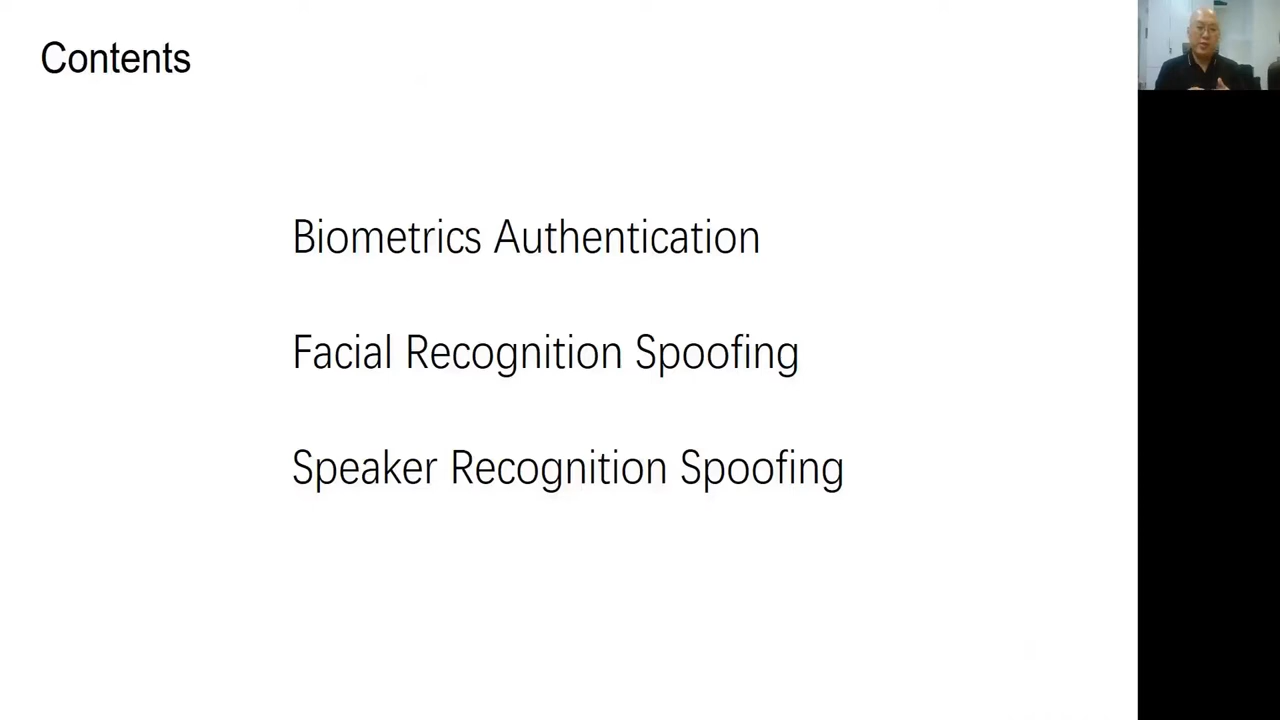 Contents
Biometrics Authentication
Facial Recognition Spoofing
Speaker Recognition Spoofing